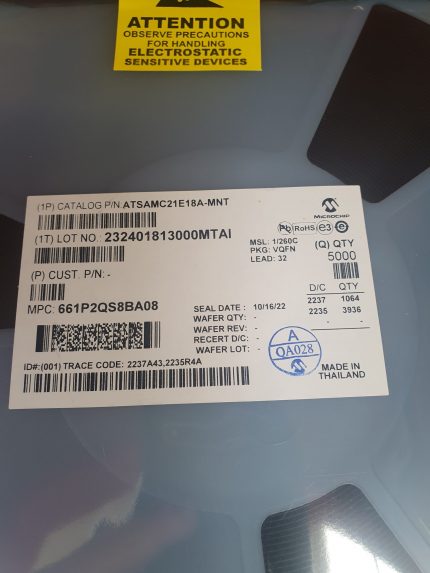 ATTENTION
OBSERVE PRECAUTIONS
FOR HANDLING
ELECTROSTATIC
SENSITIVE DEVICES
(1P) CATALOG P/N:ATSAMC21E18A-MNT
MICROCHIP
(1T) LOT NO.: 232401813000MTAI
Pb RoHS e3
MSL: 1/260C
PKG: VQFN
LEAD: 32
(Q) QTY
5000
(P) CUST. P/N: -
MPC: 661P2QS8BA08
D/C QTY
2237 1064
2235 3936
- -
SEAL DATE : 10/16/22
WAFER QTY: -
WAFER REV: -
RECERT D/C: -
WAFER LOT: -
A
QA028
MADE IN
THAILAND
ID#:(001) TRACE CODE: 2237A43,2235R4A